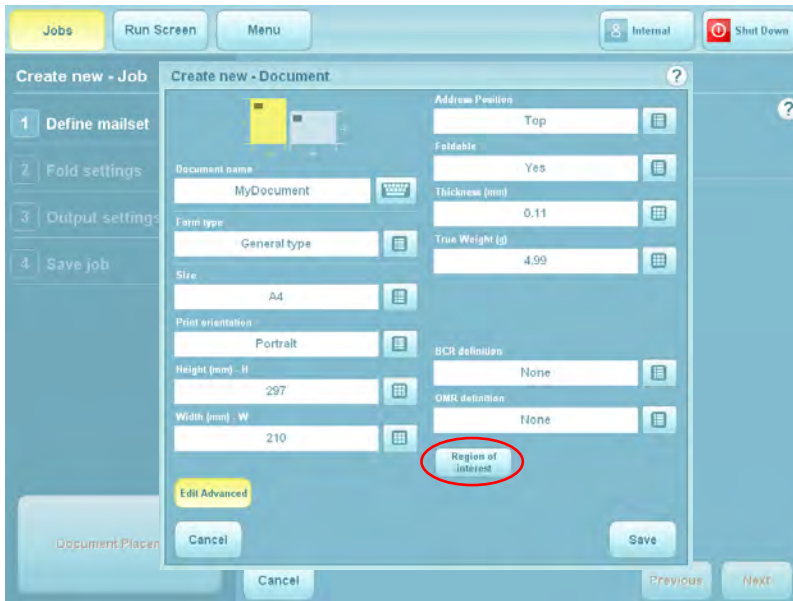 Jobs
Run Screen
Menu
Internal
Shut Down
Create new - Job
Create new - Document
?
?
1 Define mailset
2 Fold settings
3 Output settings
4 Save job
Document name
MyDocument
Form type
General type
Size
A4
Print orientation
Portrait
Height (mm) - H
297
Width (mm) - W
210
Edit Advanced
Address Position
Top
Foldable
Yes
Thickness (mm)
0.11
True Weight (g)
4.99
BCR definition
None
OMR definition
None
Region of
interest
Cancel
Save
Document Placem
Cancel
Previous
Next